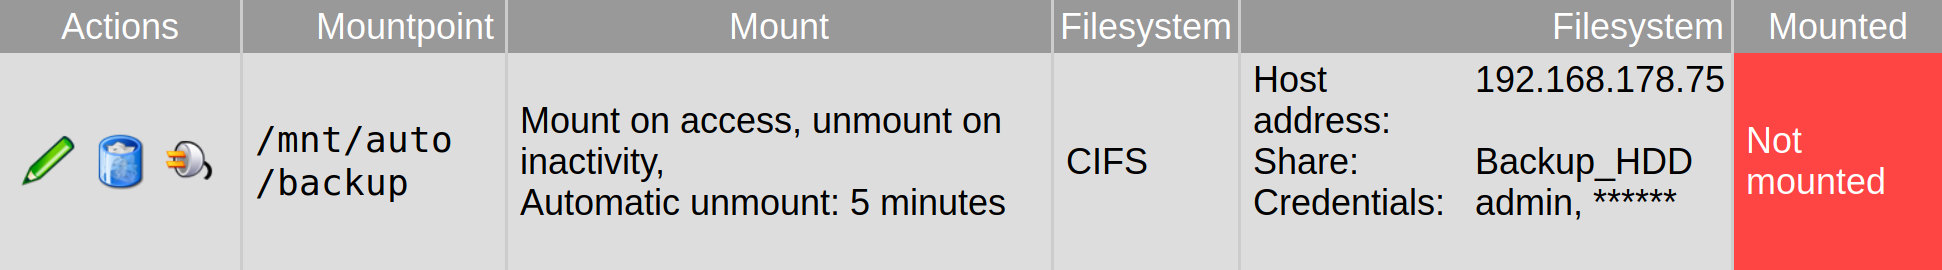 Actions Mountpoint Mount Filesystem Filesystem Mounted
/mnt/auto
/backup
Mount on access, unmount on
inactivity,
Automatic unmount: 5 minutes
CIFS
Host 192.168.178.75
address:
Share: Backup_HDD
Credentials: admin, ******
Not
mounted